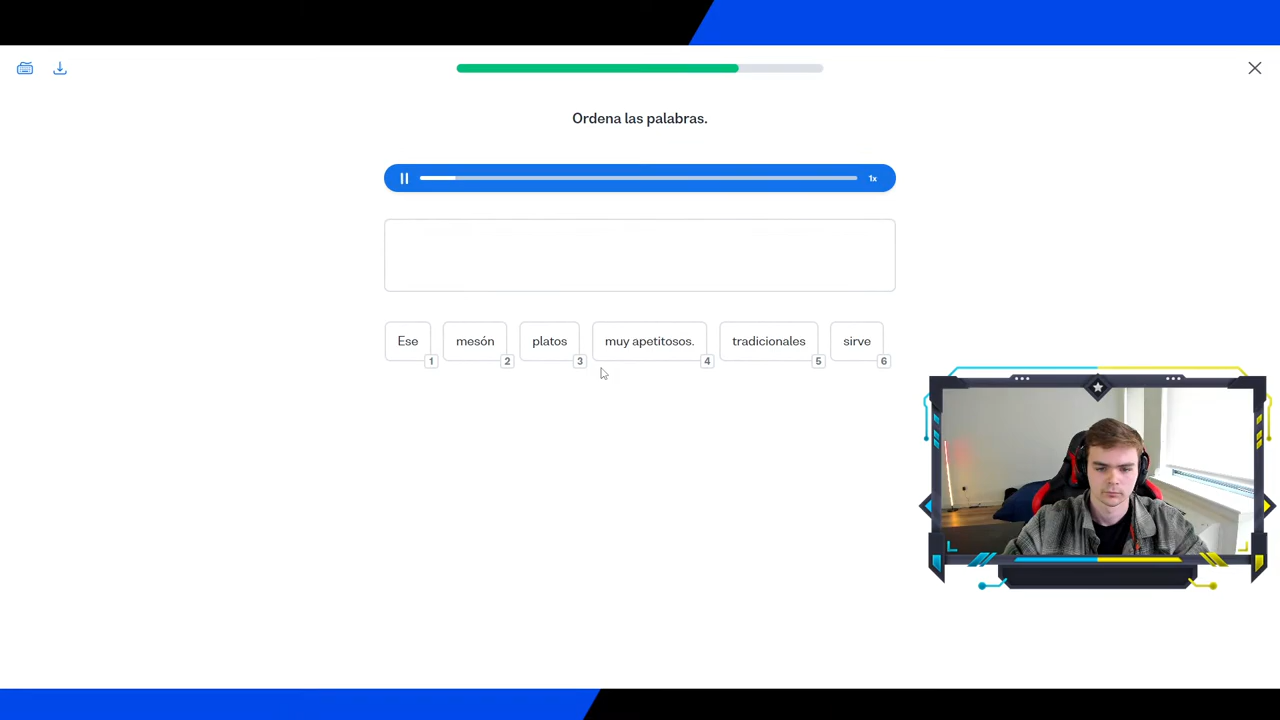 Ordena las palabras.
1x
Ese 1 mesón 2 platos 3 muy apetitosos. 4 tradicionales 5 sirve 6